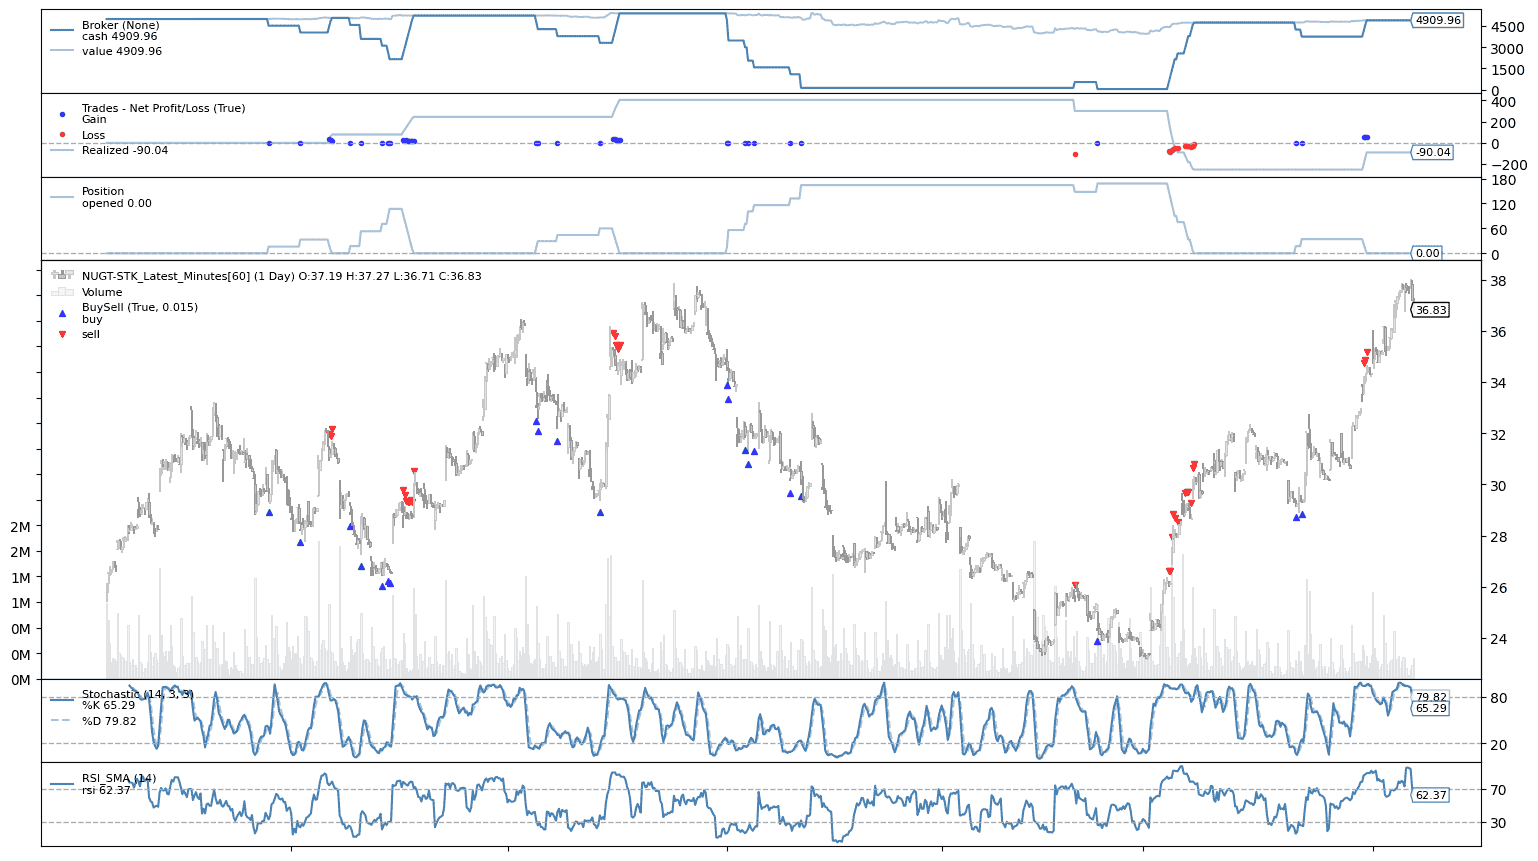 Broker (None)
cash 4909.96
value 4909.96
4909.96
4500
3000
1500
0
Trades - Net Profit/Loss (True)
Gain
Loss
Realized -90.04
400
200
0
-90.04
−200
Position
opened 0.00
180
120
60
0
0.00
NUGT-STK_Latest_Minutes[60] (1 Day) O:37.19 H:37.27 L:36.71 C:36.83
Volume
BuySell (True, 0.015)
buy
sell
38
36.83
36
34
32
30
28
26
24
2M
2M
1M
1M
0M
0M
0M
Stochastic (14, 3, 3)
%K 65.29
%D 79.82
79.82
80
65.29
20
RSI_SMA (14)
rsi 62.37
70
62.37
30